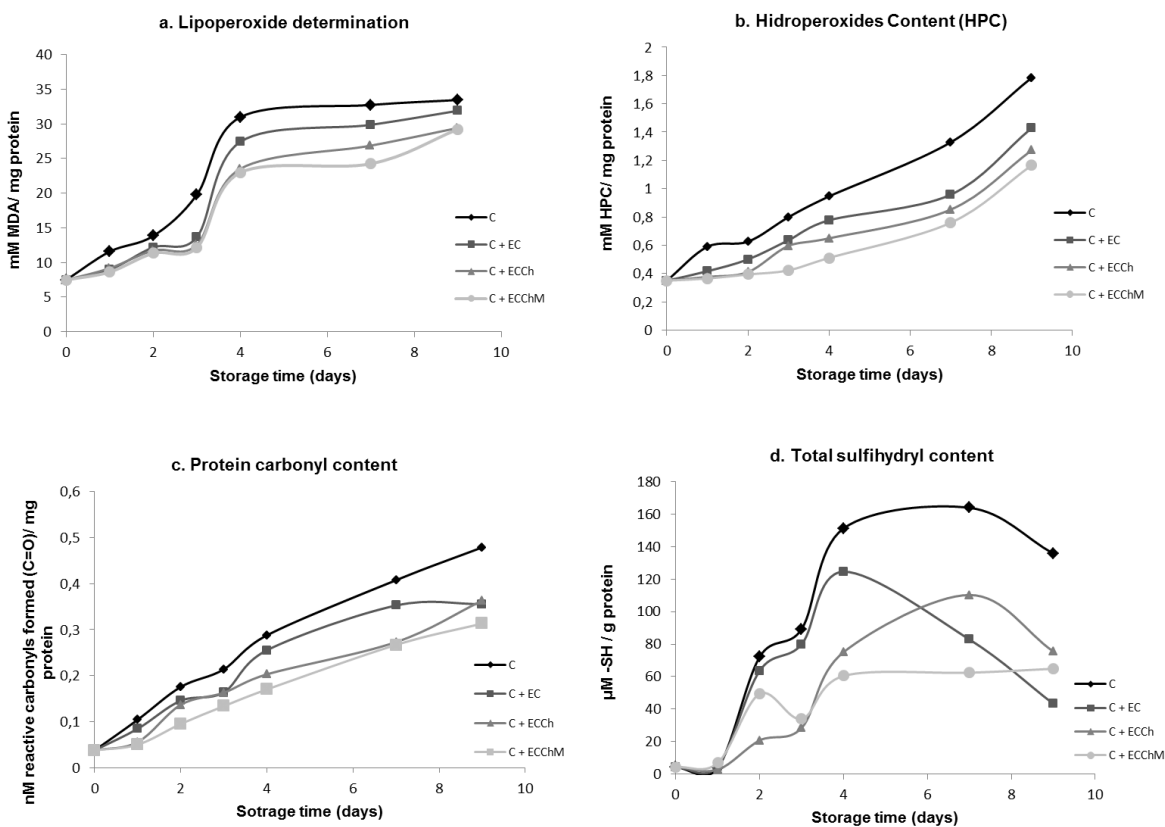 a. Lipoperoxide determination
mM MDA/ mg protein
40
35
30
25
20
15
10
5
0
0 2 4 6 8 10
Storage time (days)
C
C + EC
C + ECCh
C + ECChM
b. Hidroperoxides Content (HPC)
mM HPC/ mg protein
2
1,8
1,6
1,4
1,2
1
0,8
0,6
0,4
0,2
0
0 2 4 6 8 10
Storage time (days)
C
C + EC
C + ECCh
C + ECChM
c. Protein carbonyl content
nM reactive carbonyls formed (C=O)/ mg
protein
0,6
0,5
0,4
0,3
0,2
0,1
0
0 2 4 6 8 10
Sotrage time (days)
C
C + EC
C + ECCh
C + ECChM
d. Total sulfihydryl content
µM -SH / g protein
180
160
140
120
100
80
60
40
20
0
0 2 4 6 8 10
Storage time (days)
C
C + EC
C + ECCh
C + ECChM